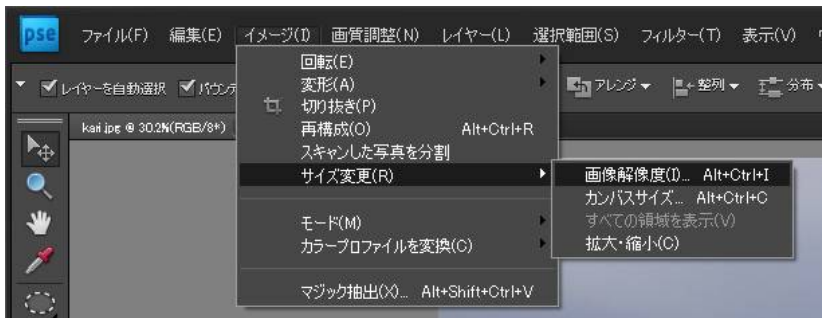 pse ファイル(F) 編集(E) イメージ(I) 画質調整(N) レイヤー(L) 選択範囲(S) フィルター(T) 表示(V)
レイヤーを自動選択 バウンデ アレンジ 整列 分布
kaii.jpg @ 30.2%(RGB/8*)
回転(E)
変形(A)
切り抜き(P)
再構成(O) Alt+Ctrl+R
スキャンした写真を分割
サイズ変更(R)
モード(M)
カラープロファイルを変換(C)
マジック抽出(X)... Alt+Shift+Ctrl+V
画像解像度(I)... Alt+Ctrl+I
カンバスサイズ... Alt+Ctrl+C
すべての領域を表示(V)
拡大・縮小(C)